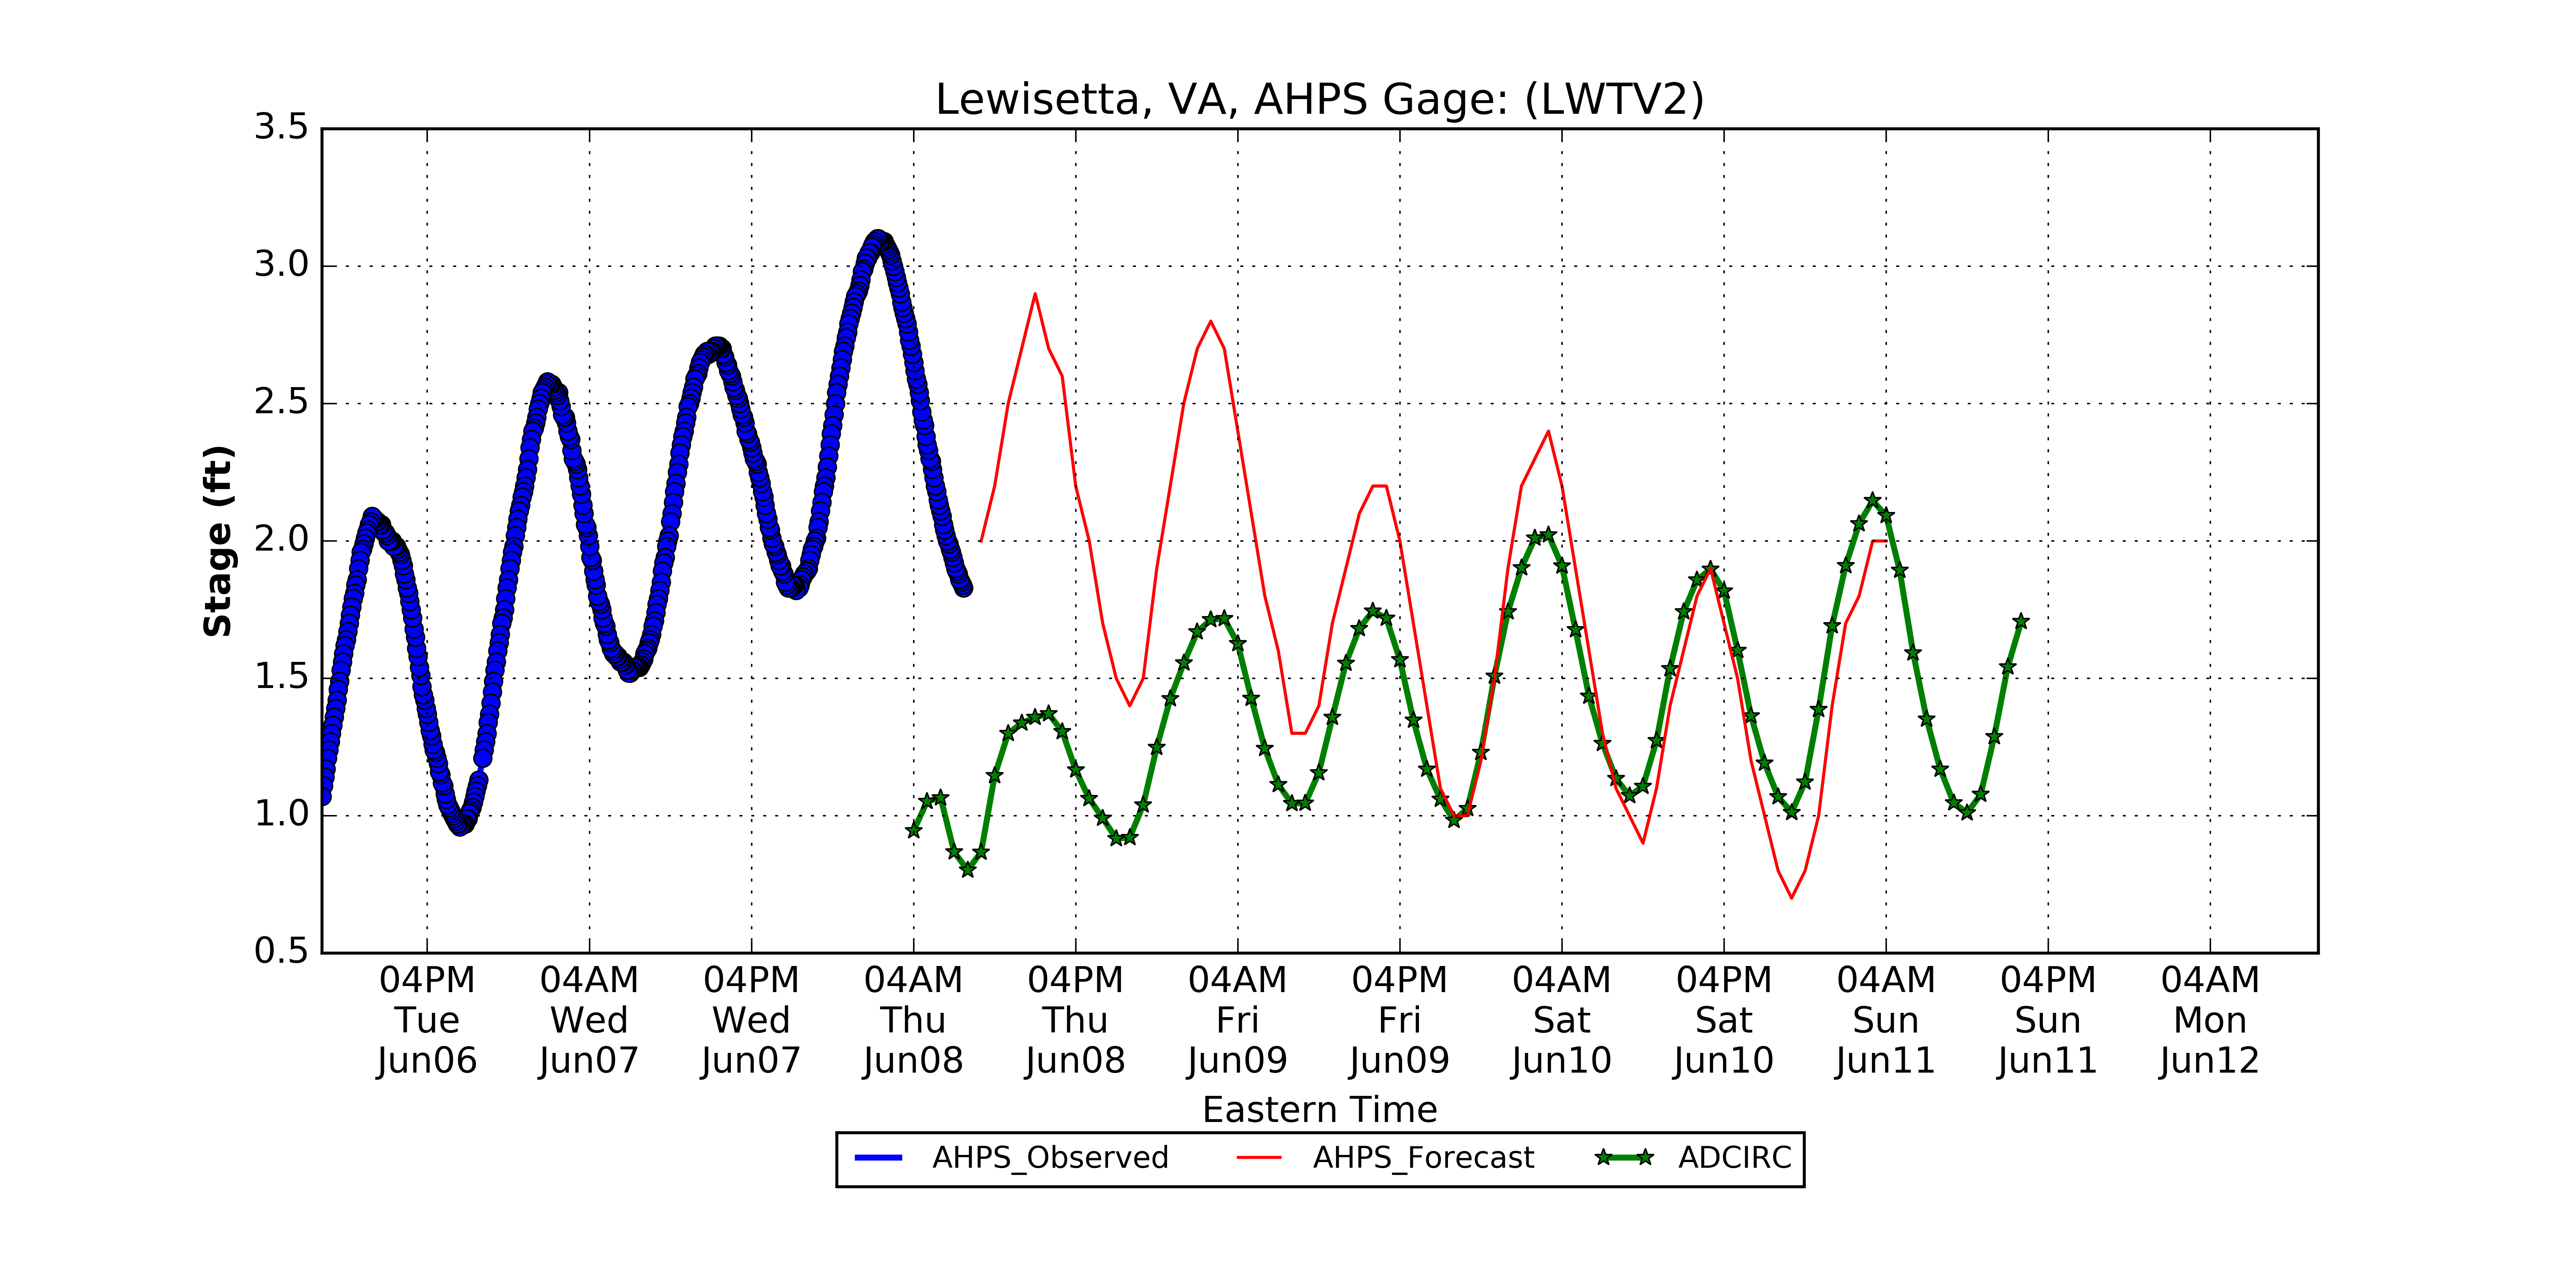 Lewisetta, VA, AHPS Gage: (LWTV2)
3.5
3.0
2.5
2.0
1.5
1.0
0.5
Stage (ft)
04PM 04AM 04PM 04AM 04PM 04AM 04PM 04AM 04PM 04AM 04PM 04AM
Tue Wed Wed Thu Thu Fri Fri Sat Sat Sun Sun Mon
Jun06 Jun07 Jun07 Jun08 Jun08 Jun09 Jun09 Jun10 Jun10 Jun11 Jun11 Jun12
Eastern Time
AHPS_Observed AHPS_Forecast ADCIRC